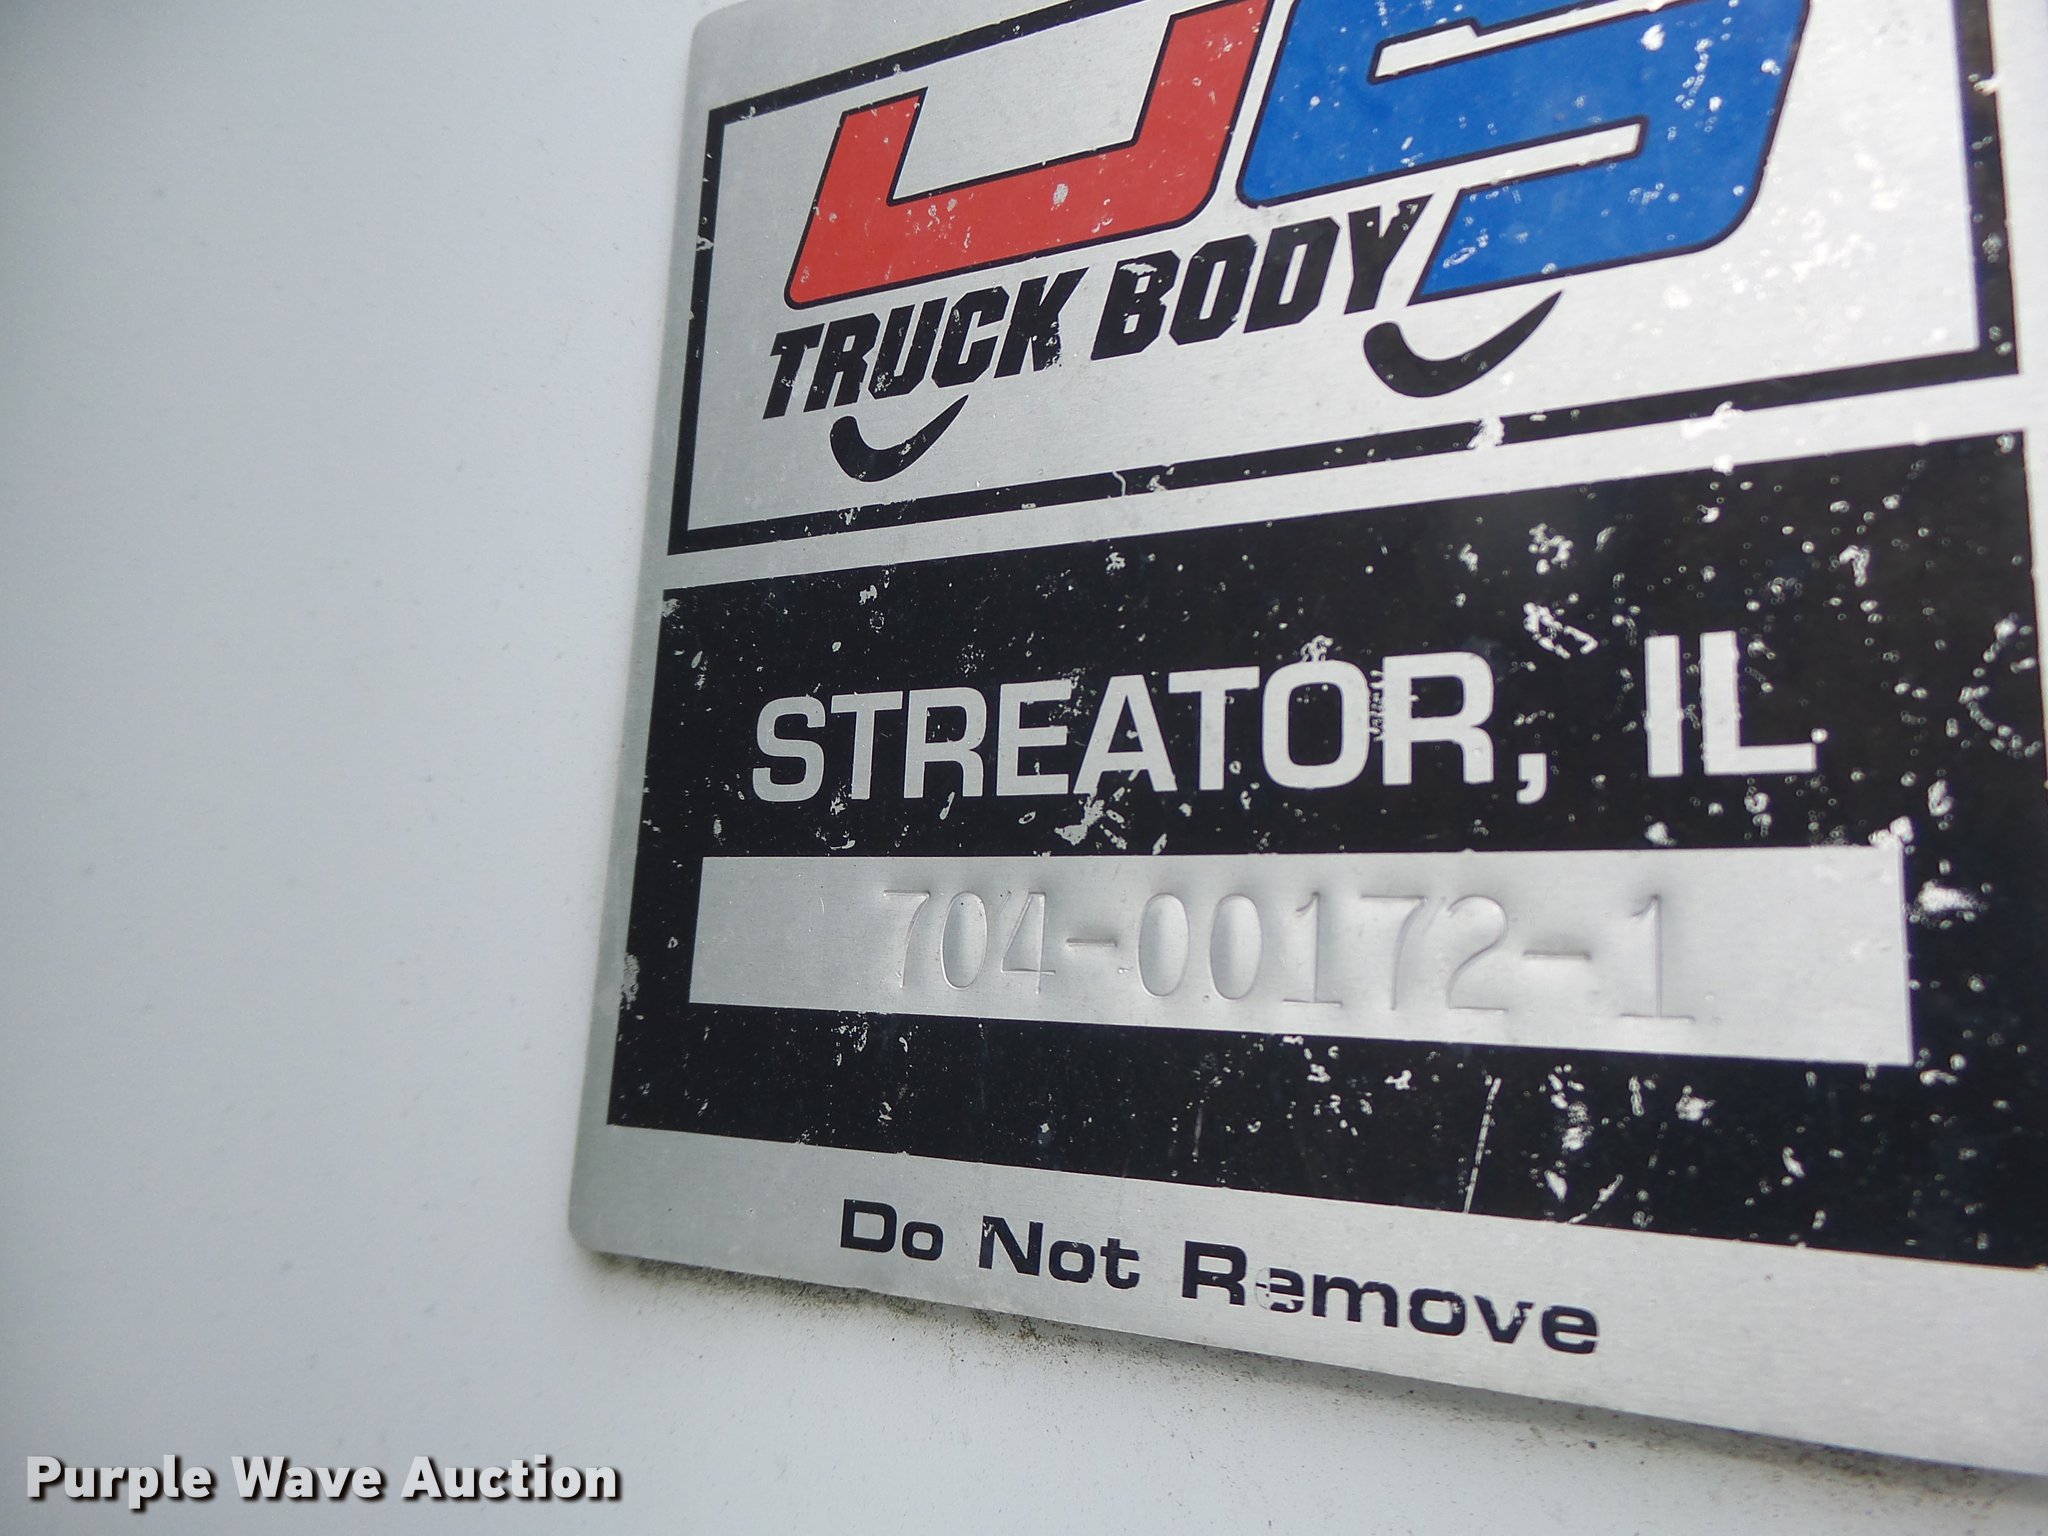 US
TRUCK BODY
STREATOR, IL
704-00172-1
Do Not Remove
Purple Wave Auction